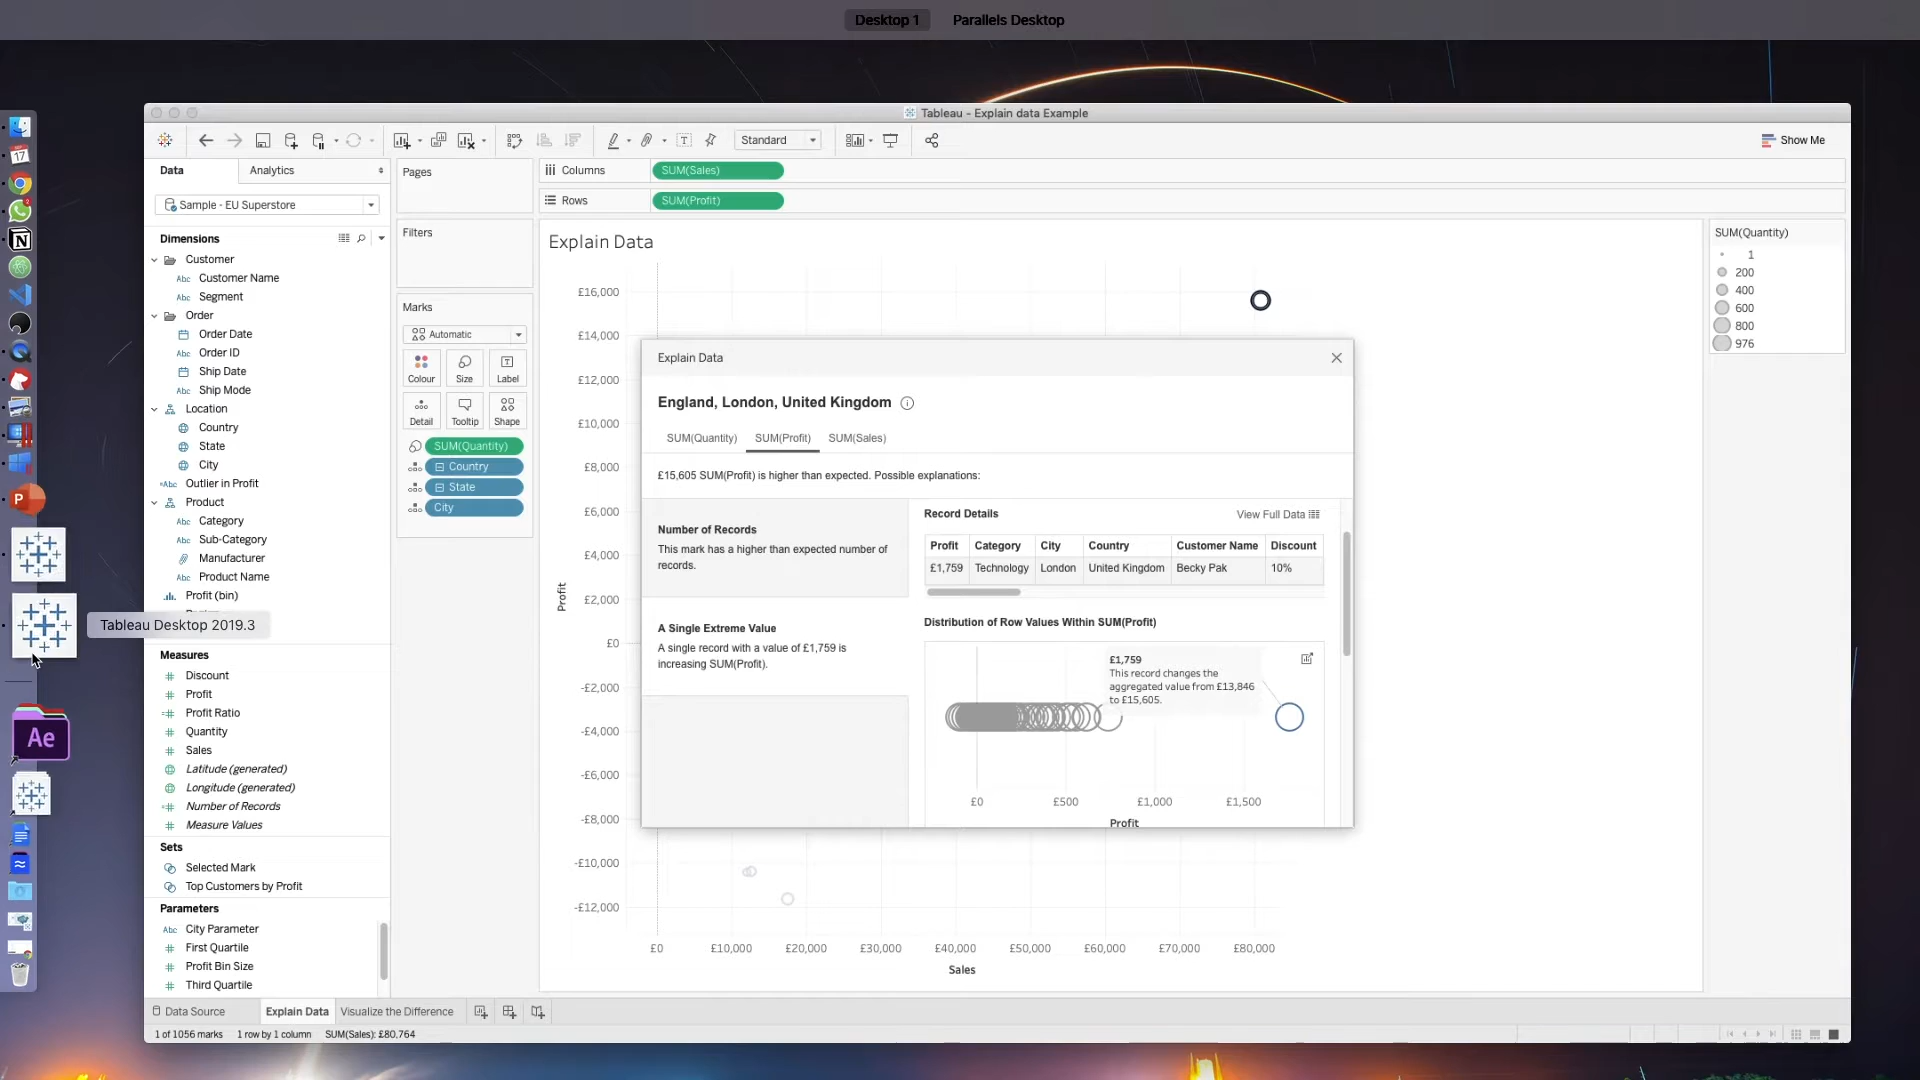 Desktop 1
Parallels Desktop
Tableau - Explain data Example
Standard
Show Me
Data
Analytics
Pages
Columns
SUM(Sales)
Rows
SUM(Profit)
Sample - EU Superstore
Dimensions
Customer
Abc Customer Name
Abc Segment
Order
Order Date
Abc Order ID
Ship Date
Abc Ship Mode
Location
Country
State
City
Abc Outlier in Profit
Product
Abc Category
Abc Sub-Category
Manufacturer
Abc Product Name
Profit (bin)
Tableau Desktop 2019.3
Measures
Discount
Profit
Profit Ratio
Quantity
Sales
Latitude (generated)
Longitude (generated)
Number of Records
Measure Values
Sets
Selected Mark
Top Customers by Profit
Parameters
Abc City Parameter
First Quartile
Profit Bin Size
Third Quartile
Filters
Marks
Automatic
Colour
Size
Label
Detail
Tooltip
Shape
SUM(Quantity)
Country
State
City
Explain Data
£16,000
£14,000
£12,000
£10,000
£8,000
£6,000
£4,000
£2,000
£0
-£2,000
-£4,000
-£6,000
-£8,000
-£10,000
-£12,000
Profit
£0
£10,000
£20,000
£30,000
£40,000
£50,000
£60,000
£70,000
£80,000
Sales
Explain Data
England, London, United Kingdom
SUM(Quantity)
SUM(Profit)
SUM(Sales)
£15,605 SUM(Profit) is higher than expected. Possible explanations:
Number of Records
This mark has a higher than expected number of
records.
A Single Extreme Value
A single record with a value of £1,759 is
increasing SUM(Profit).
Record Details
View Full Data
Profit Category City Country Customer Name Discount
£1,759 Technology London United Kingdom Becky Pak 10%
Distribution of Row Values Within SUM(Profit)
£1,759
This record changes the
aggregated value from £13,846
to £15,605.
£0
£500
£1,000
£1,500
Profit
SUM(Quantity)
1
200
400
600
800
976
17
2
N
P
Ae
Data Source
Explain Data
Visualize the Difference
1 of 1056 marks
1 row by 1 column
SUM(Sales): £80,764